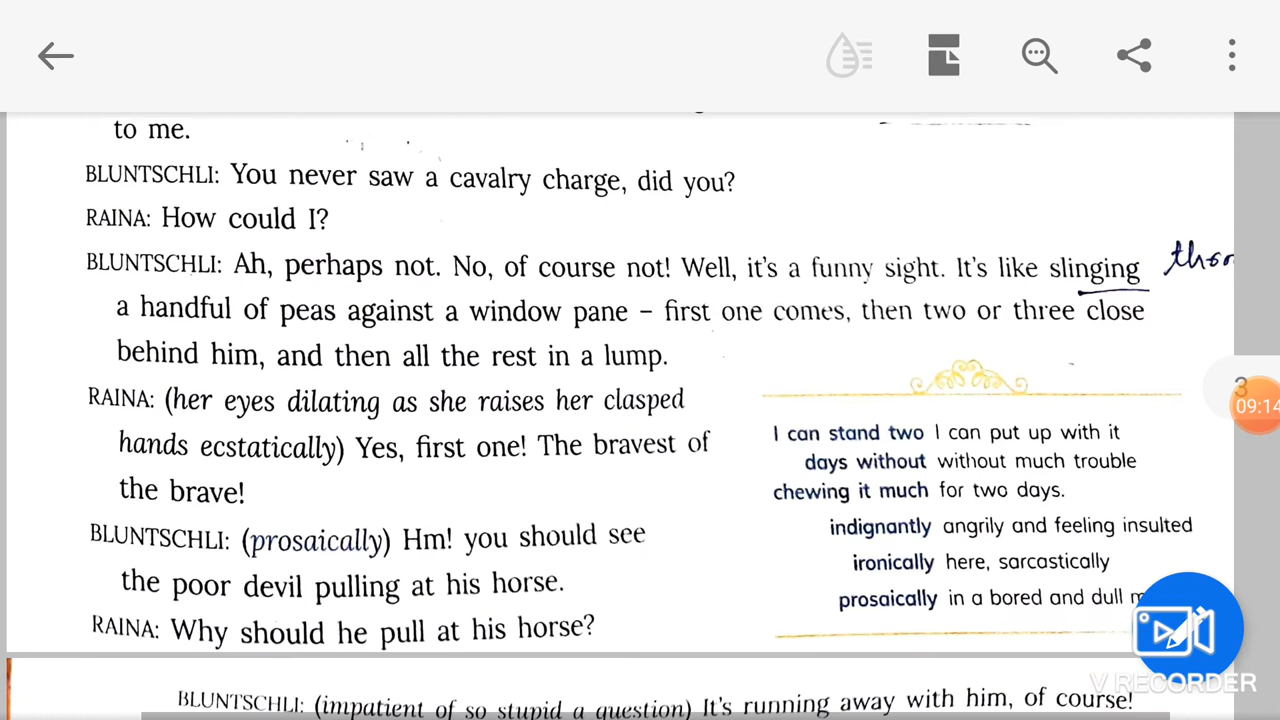 to me.
BLUNTSCHLI: You never saw a cavalry charge, did you?
RAINA: How could I?
BLUNTSCHLI: Ah, perhaps not. No, of course not! Well, it's a funny sight. It's like slinging
a handful of peas against a window pane – first one comes, then two or three close
behind him, and then all the rest in a lump.
3
09:14
RAINA: (her eyes dilating as she raises her clasped
hands ecstatically) Yes, first one! The bravest of
the brave!
BLUNTSCHLI: (prosaically) Hm! you should see
the poor devil pulling at his horse.
RAINA: Why should he pull at his horse?
I can stand two I can put up with it
days without without much trouble
chewing it much for two days.
indignantly angrily and feeling insulted
ironically here, sarcastically
prosaically in a bored and dull
V RECORDER
BLUNTSCHLI: (impatient of so stupid a question) It's running away with him, of course!